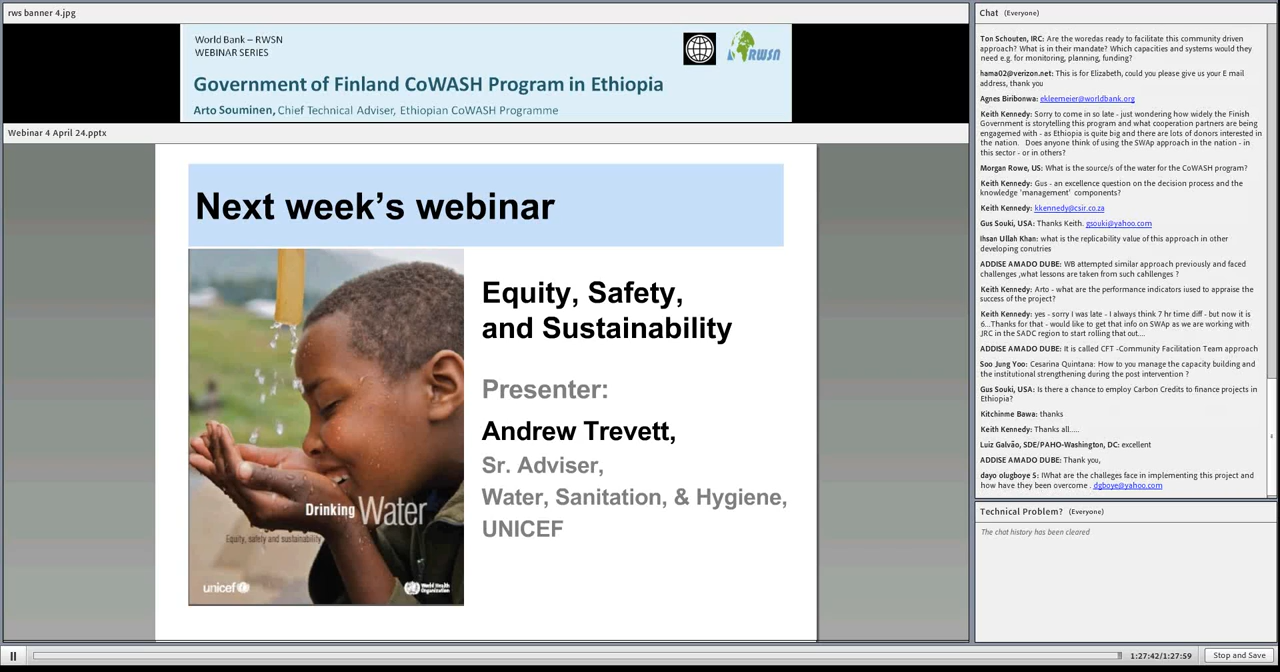 rws banner 4.jpg
World Bank – RWSN
WEBINAR SERIES
RWSN
Government of Finland CoWASH Program in Ethiopia
Arto Souminen, Chief Technical Adviser, Ethiopian CoWASH Programme
Webinar 4 April 24.pptx
Next week's webinar
Equity, Safety,
and Sustainability
Presenter:
Andrew Trevett,
Sr. Adviser,
Water, Sanitation, & Hygiene,
UNICEF
Drinking Water
Equity, safety and sustainability
unicef
World Health
Organization
Chat (Everyone)
Ton Schouten, IRC: Are the woredas ready to facilitate this community driven
approach? What is in their mandate? Which capacities and systems would they
need e.g. for monitoring, planning, funding?
hama02@verizon.net: This is for Elizabeth, could you please give us your E mail
address, thank you
Agnes Biribonwa: ekleemeier@worldbank.org
Keith Kennedy: Sorry to come in so late - just wondering how widely the Finish
Government is storytelling this program and what cooperation partners are being
engemered with - as Ethiopia is quite big and there are lots of donors interested in
the nation. Does anyone think of using the SWAp approach in the nation - in
this sector - or in others?
Morgan Rowe, US: What is the source/s of the water for the CoWASH program?
Keith Kennedy: Gus - an excellence question on the decision process and the
knowledge 'management' components?
Keith Kennedy: kkennedy@csir.co.za
Gus Souki, USA: Thanks Keith. gsouki@yahoo.com
Ihsan Ullah Khan: what is the replicability value of this approach in other
developing conutries
ADDISE AMADO DUBE: WB attempted similar approach previously and faced
challenges ,what lessons are taken from such cahllenges ?
Keith Kennedy: Arto - what are the performance indicators iused to appraise the
success of the project?
Keith Kennedy: yes - sorry I was late - I always think 7 hr time diff - but now it is
6...Thanks for that - would like to get that info on SWAp as we are working with
JRC in the SADC region to start rolling that out....
ADDISE AMADO DUBE: It is called CFT -Community Facilitation Team approach
Soo Jung Yoo: Cesarina Quintana: How to you manage the capacity building and
the institutional strengthening during the post intervention ?
Gus Souki, USA: Is there a chance to employ Carbon Credits to finance projects in
Ethiopia?
Kitchinme Bawa: thanks
Keith Kennedy: Thanks all.....
Luiz Galvão, SDE/PAHO-Washington, DC: excellent
ADDISE AMADO DUBE: Thank you,
dayo olugboye S: IWhat are the challeges face in implementing this project and
how have they been overcome . dgboye@yahoo.com
Technical Problem? (Everyone)
The chat history has been cleared
1:27:42/1:27:59
Stop and Save